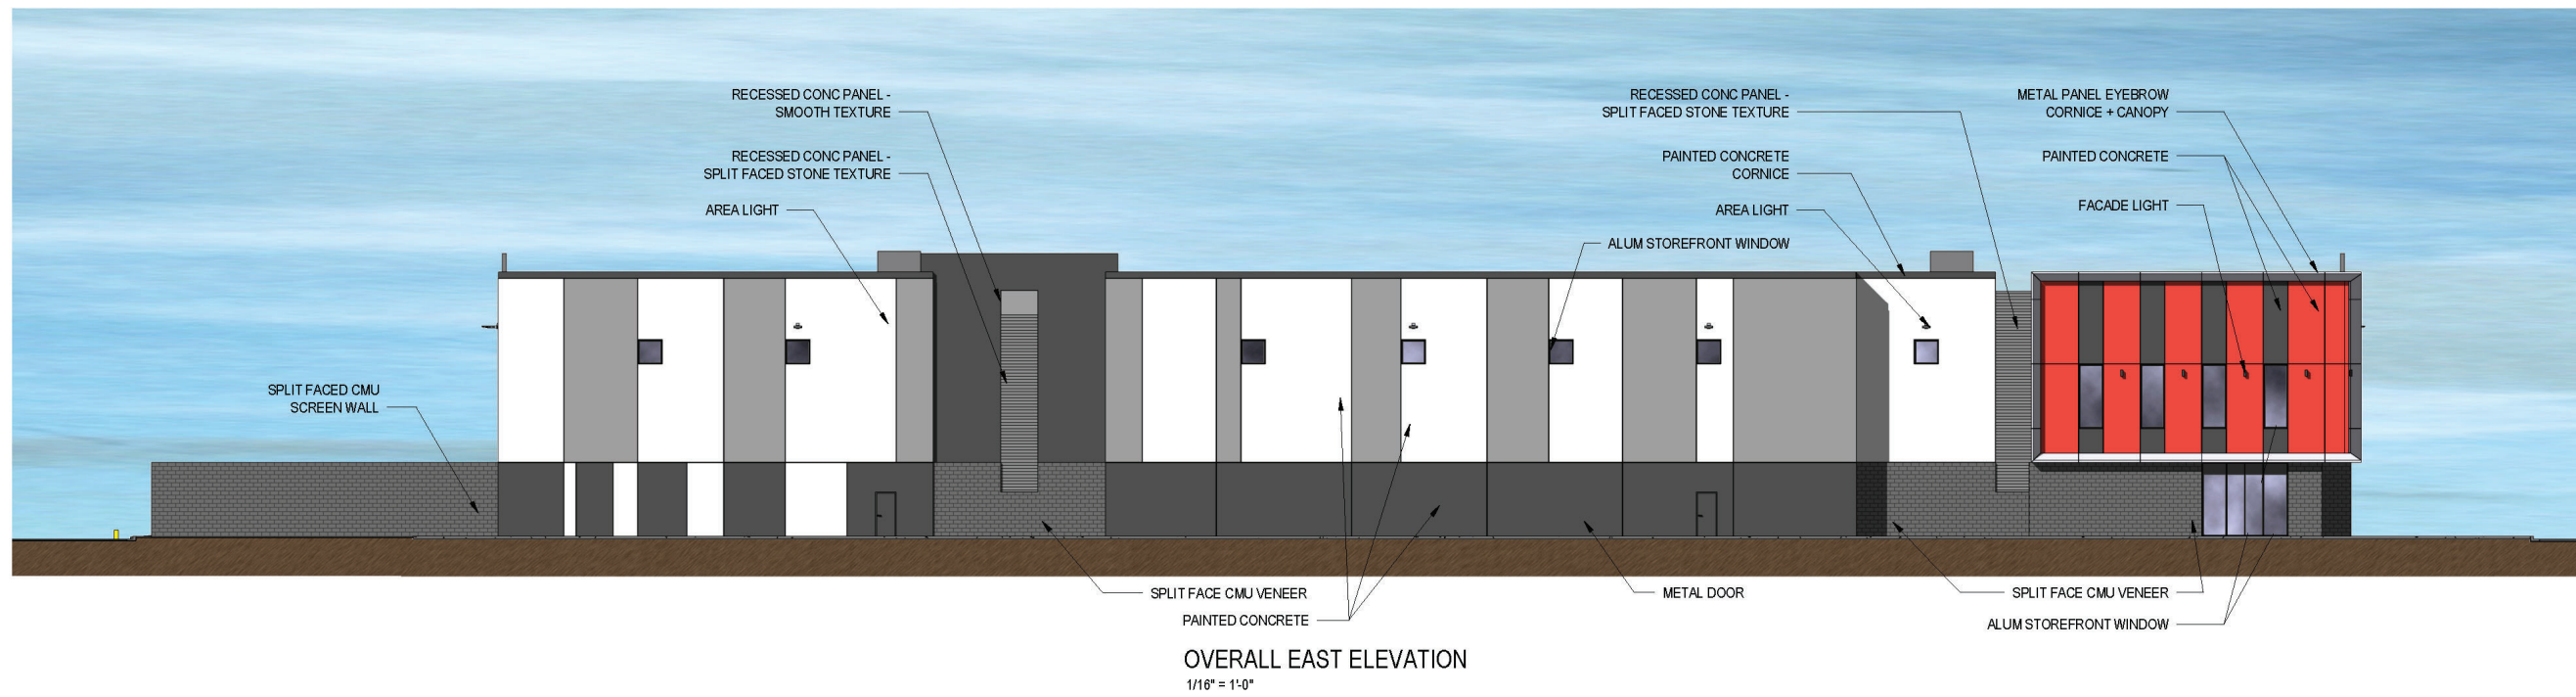 RECESSED CONC PANEL -
SMOOTH TEXTURE
RECESSED CONC PANEL -
SPLIT FACED STONE TEXTURE
AREA LIGHT
SPLIT FACED CMU
SCREEN WALL
RECESSED CONC PANEL -
SPLIT FACED STONE TEXTURE
PAINTED CONCRETE
CORNICE
AREA LIGHT
ALUM STOREFRONT WINDOW
METAL PANEL EYEBROW
CORNICE + CANOPY
PAINTED CONCRETE
FACADE LIGHT
SPLIT FACE CMU VENEER
PAINTED CONCRETE
METAL DOOR
SPLIT FACE CMU VENEER
ALUM STOREFRONT WINDOW
OVERALL EAST ELEVATION
1/16" = 1'-0"